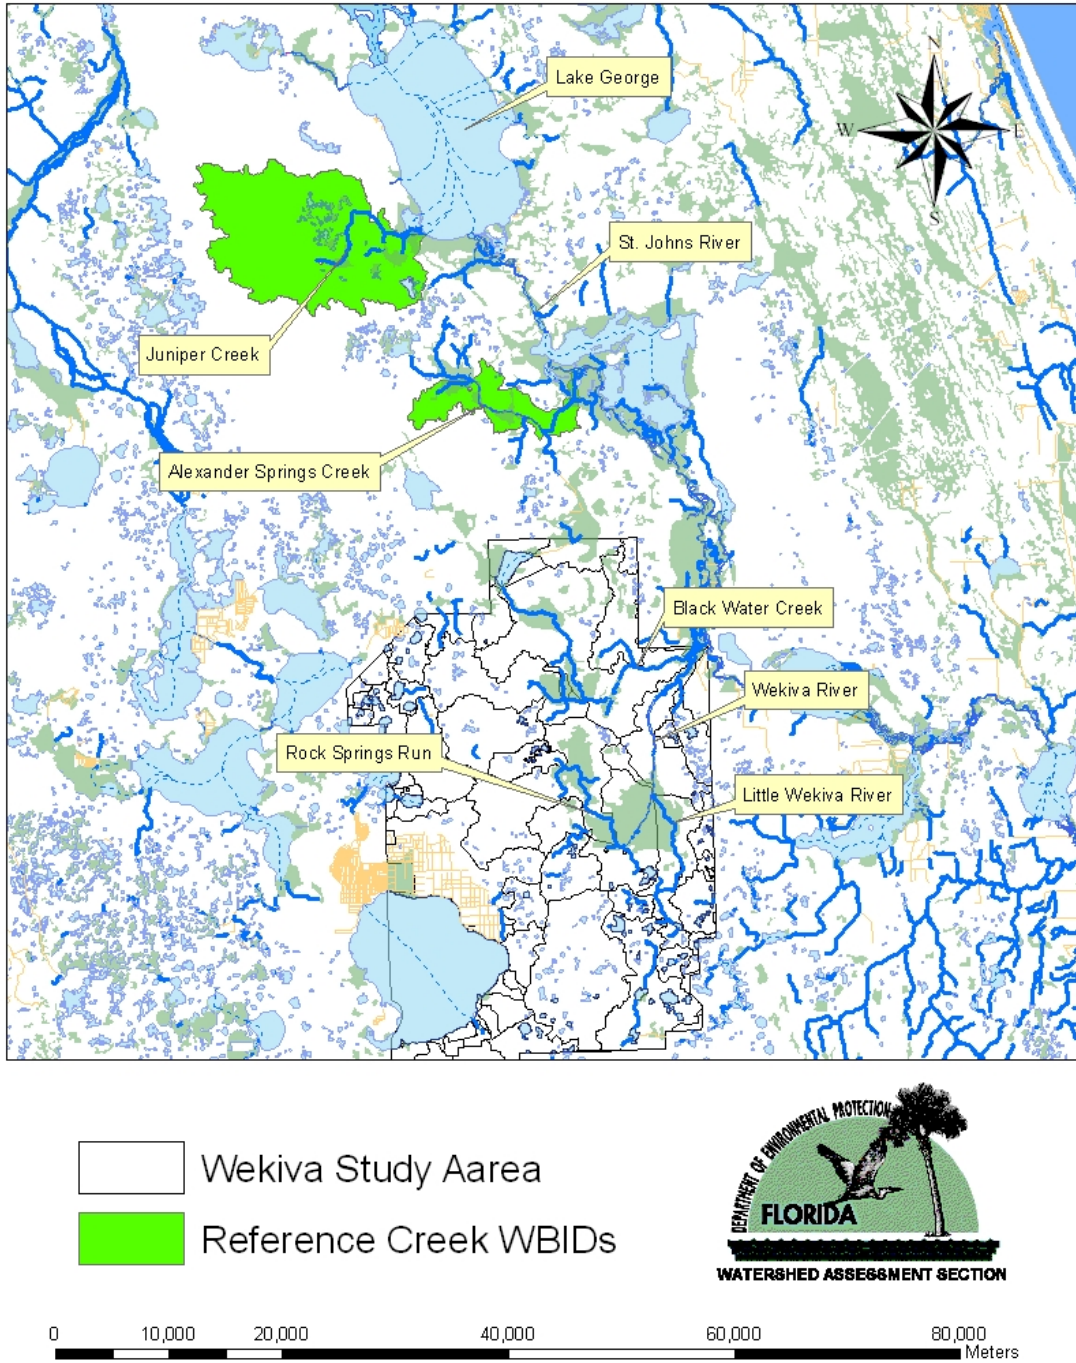 Lake George
N
W
E
S
St. Johns River
Juniper Creek
Alexander Springs Creek
Black Water Creek
Wekiva River
Rock Springs Run
Little Wekiva River
Wekiva Study Aarea
Reference Creek WBIDs
DEPARTMENT OF ENVIRONMENTAL PROTECTION
FLORIDA
WATERSHED ASSESSMENT SECTION
0 10,000 20,000 40,000 60,000 80,000
Meters